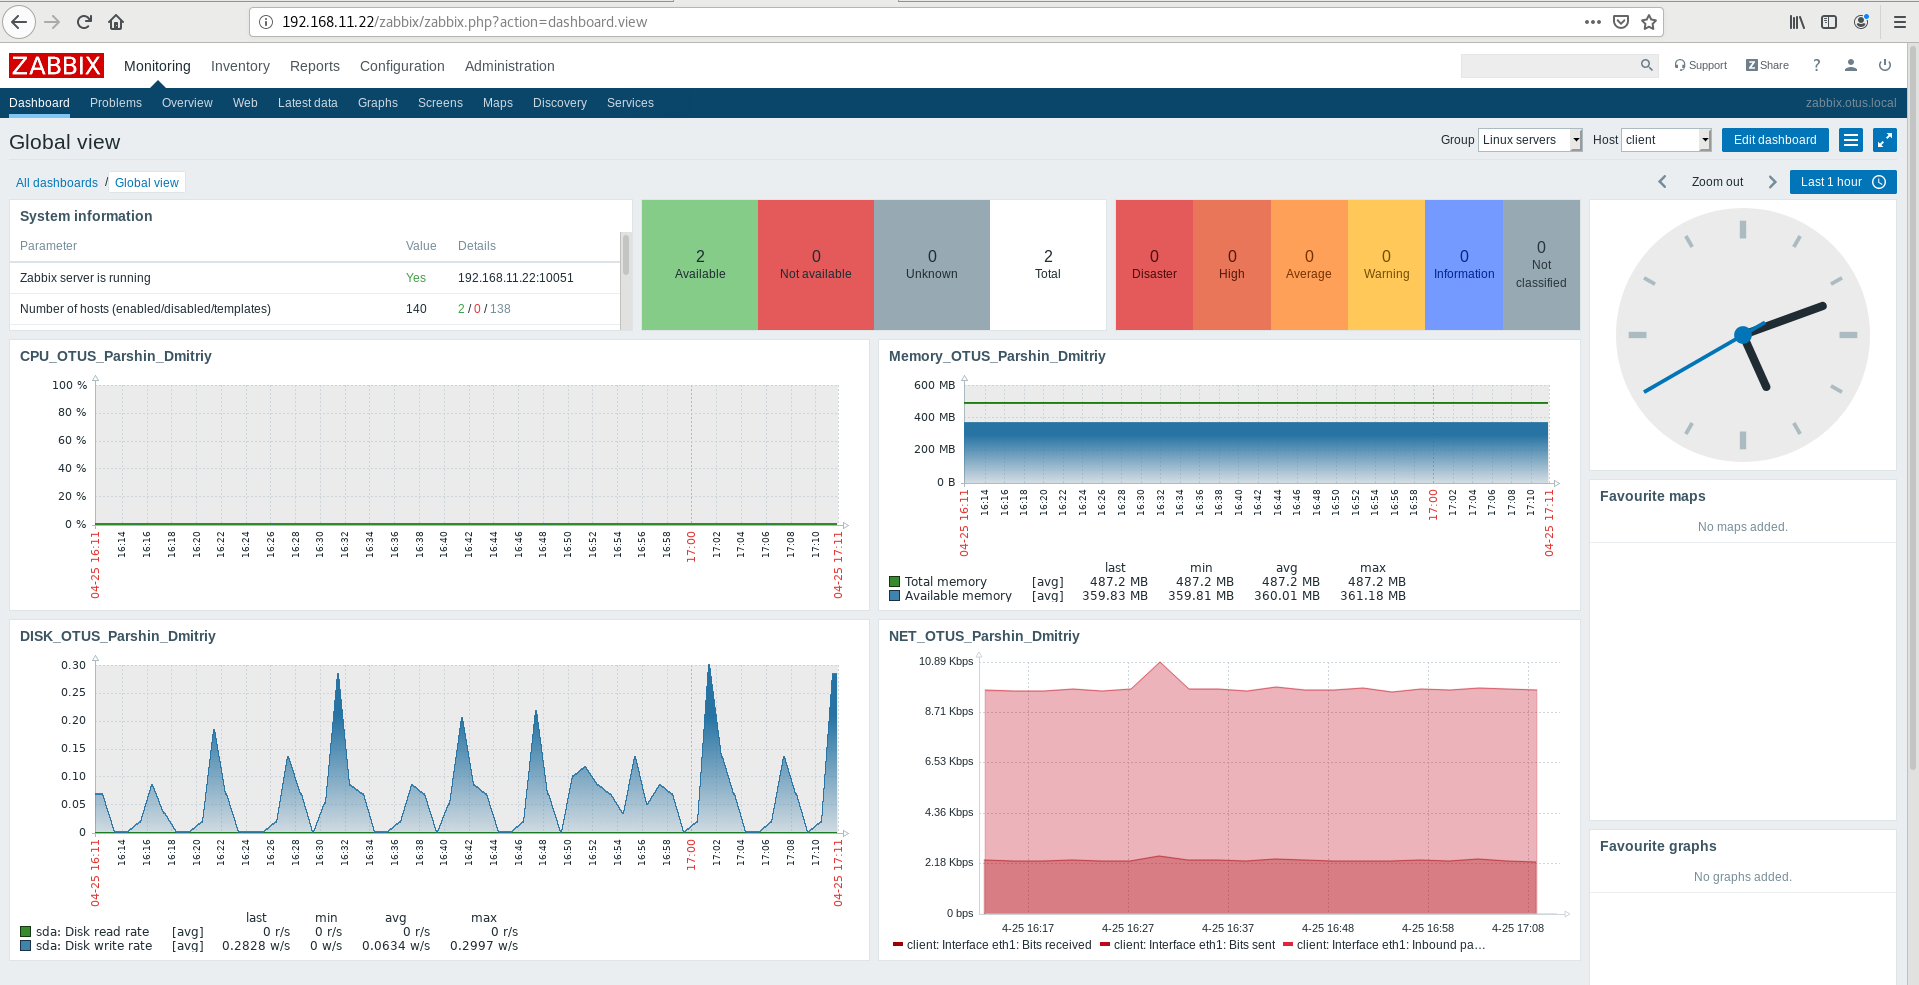 192.168.11.22/zabbix/zabbix.php?action=dashboard.view
ZABBIX Monitoring Inventory Reports Configuration Administration Support Z Share ?
Dashboard Problems Overview Web Latest data Graphs Screens Maps Discovery Services zabbix.otus.local
Global view Group Linux servers Host client Edit dashboard
All dashboards / Global view Zoom out Last 1 hour
System information
Parameter Value Details
Zabbix server is running Yes 192.168.11.22:10051
Number of hosts (enabled/disabled/templates) 140 2 / 0 / 138
2 Available
0 Not available
0 Unknown
2 Total
0 Disaster
0 High
0 Average
0 Warning
0 Information
0 Not classified
CPU_OTUS_Parshin_Dmitriy
100 %
80 %
60 %
40 %
20 %
0 %
04-25 16:11 16:14 16:16 16:18 16:20 16:22 16:24 16:26 16:28 16:30 16:32 16:34 16:36 16:38 16:40 16:42 16:44 16:46 16:48 16:50 16:52 16:54 16:56 16:58 17:00 17:02 17:04 17:06 17:08 17:10 04-25 17:11
Memory_OTUS_Parshin_Dmitriy
600 MB
400 MB
200 MB
0 B
04-25 16:11 16:14 16:16 16:18 16:20 16:22 16:24 16:26 16:28 16:30 16:32 16:34 16:36 16:38 16:40 16:42 16:44 16:46 16:48 16:50 16:52 16:54 16:56 16:58 17:00 17:02 17:04 17:06 17:08 17:10 04-25 17:11
last min avg max
Total memory [avg] 487.2 MB 487.2 MB 487.2 MB 487.2 MB
Available memory [avg] 359.83 MB 359.81 MB 360.01 MB 361.18 MB
DISK_OTUS_Parshin_Dmitriy
0.30
0.25
0.20
0.15
0.10
0.05
0
04-25 16:11 16:14 16:16 16:18 16:20 16:22 16:24 16:26 16:28 16:30 16:32 16:34 16:36 16:38 16:40 16:42 16:44 16:46 16:48 16:50 16:52 16:54 16:56 16:58 17:00 17:02 17:04 17:06 17:08 17:10 04-25 17:11
last min avg max
sda: Disk read rate [avg] 0 r/s 0 r/s 0 r/s 0 r/s
sda: Disk write rate [avg] 0.2828 w/s 0 w/s 0.0634 w/s 0.2997 w/s
NET_OTUS_Parshin_Dmitriy
10.89 Kbps
8.71 Kbps
6.53 Kbps
4.36 Kbps
2.18 Kbps
0 bps
4-25 16:17 4-25 16:27 4-25 16:37 4-25 16:48 4-25 16:58 4-25 17:08
client: Interface eth1: Bits received client: Interface eth1: Bits sent client: Interface eth1: Inbound pa…
Favourite maps
No maps added.
Favourite graphs
No graphs added.